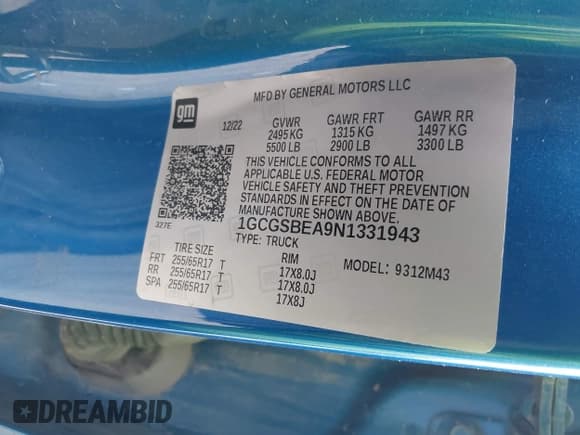 gm
MFD BY GENERAL MOTORS LLC
12/22 GVWR GAWR FRT GAWR RR
2495 KG 1315 KG 1497 KG
5500 LB 2900 LB 3300 LB
THIS VEHICLE CONFORMS TO ALL
APPLICABLE U.S. FEDERAL MOTOR
VEHICLE SAFETY AND THEFT PREVENTION
STANDARDS IN EFFECT ON THE DATE OF
MANUFACTURE SHOWN ABOVE.
327E
1GCGSBEA9N1331943
TYPE: TRUCK
TIRE SIZE RIM MODEL: 9312M43
FRT 255/65R17 T 17X8.0J
RR 255/65R17 T 17X8.0J
SPA 255/65R17 T 17X8J
DREAMBID